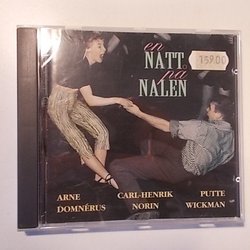 en
NATT
på
NALEN
159:00
ARNE
DOMNÉRUS
CARL-HENRIK
NORIN
PUTTE
WICKMAN